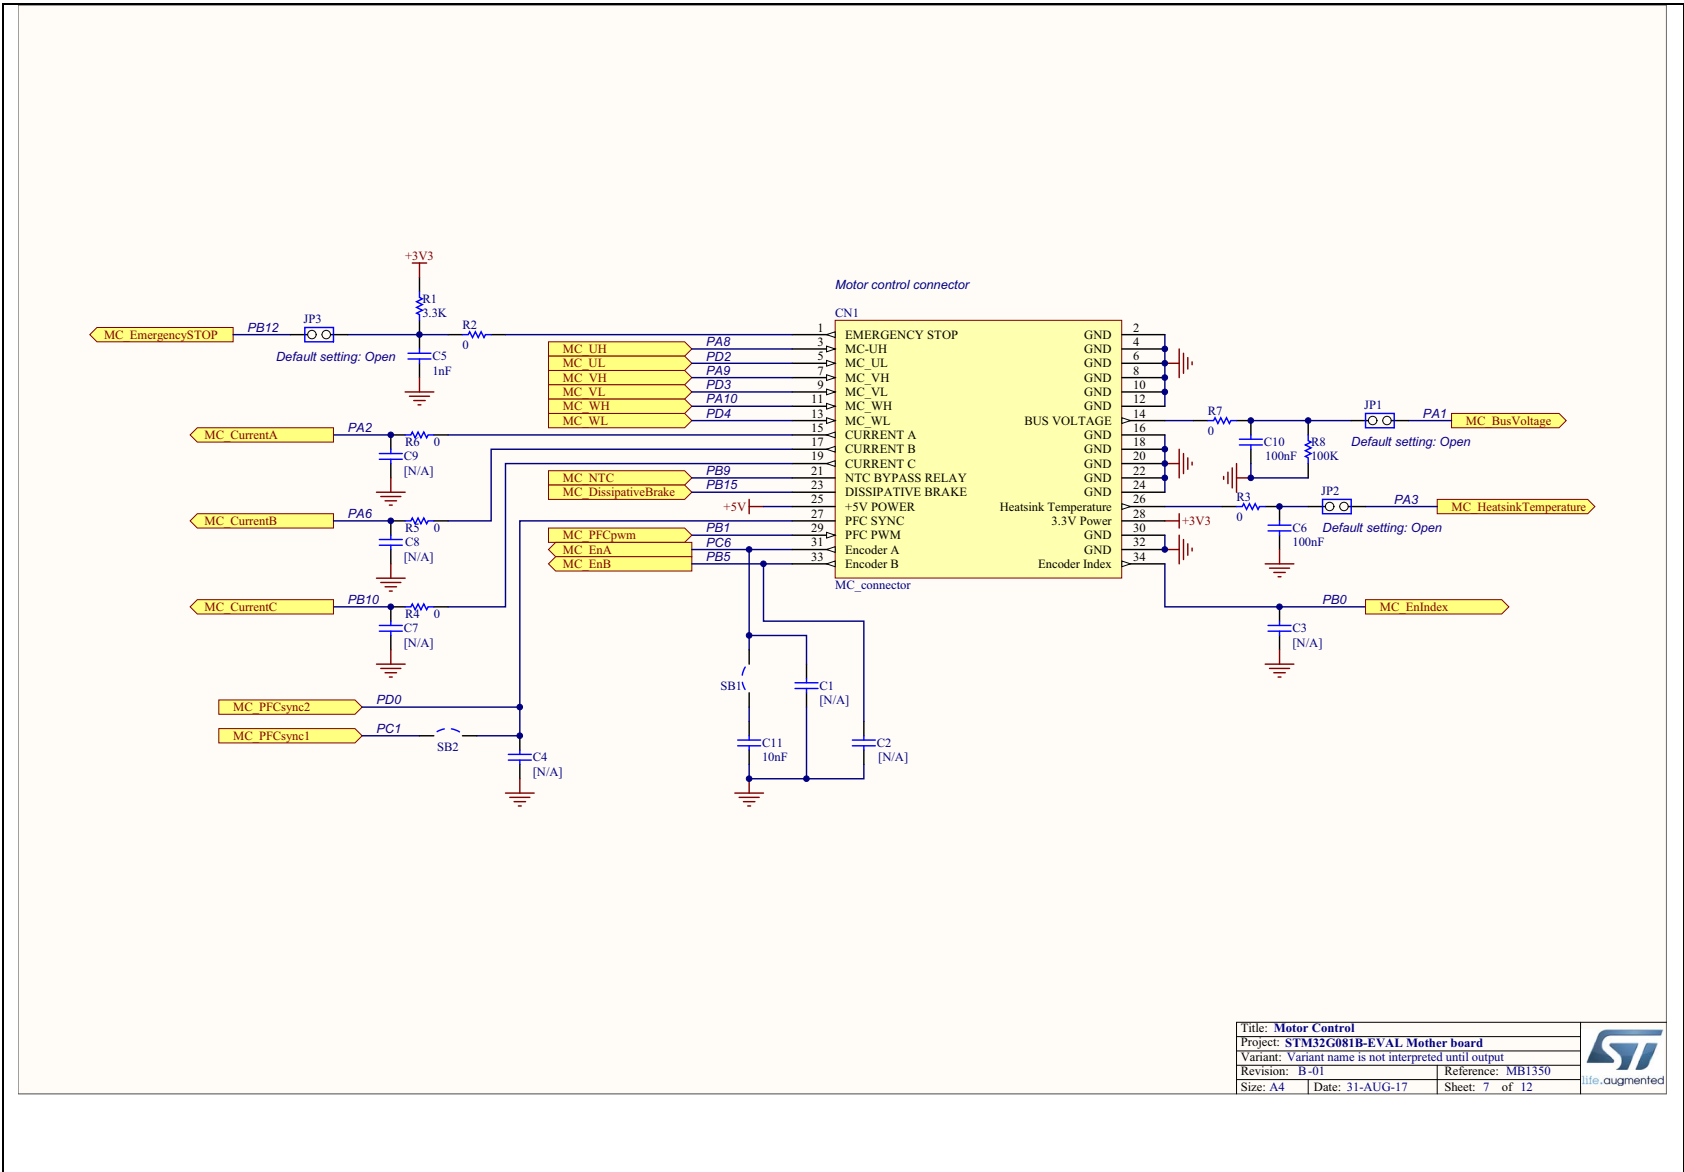 +3V3
Motor control connector
R1
3.3K
JP3
CN1
MC_EmergencySTOP
PB12
R2
0
Default setting: Open
C5
1nF
1
EMERGENCY STOP
GND
2
MC_UH
PA8
3
MC-UH
GND
4
MC_UL
PD2
5
MC_UL
GND
6
MC_VH
PA9
7
MC_VH
GND
8
MC_VL
PD3
9
MC_VL
GND
10
MC_WH
PA10
11
MC_WH
GND
12
MC_WL
PD4
13
MC_WL
BUS VOLTAGE
14
R7
0
JP1
PA1
MC_BusVoltage
MC_CurrentA
PA2
R6
0
15
CURRENT A
GND
16
C10
100nF
R8
100K
Default setting: Open
C9
[N/A]
17
CURRENT B
GND
18
19
CURRENT C
GND
20
MC_NTC
PB9
21
NTC BYPASS RELAY
GND
22
MC_DissipativeBrake
PB15
23
DISSIPATIVE BRAKE
GND
24
+5V
25
+5V POWER
Heatsink Temperature
26
R3
0
JP2
PA3
MC_HeatsinkTemperature
MC_CurrentB
PA6
R5
0
27
PFC SYNC
3.3V Power
28
+3V3
C6
100nF
Default setting: Open
C8
[N/A]
MC_PFCpwm
PB1
29
PFC PWM
GND
30
MC_EnA
PC6
31
Encoder A
GND
32
MC_EnB
PB5
33
Encoder B
Encoder Index
34
MC_connector
MC_CurrentC
PB10
R4
0
C7
[N/A]
PB0
MC_EnIndex
C3
[N/A]
SB1
C1
[N/A]
MC_PFCsync2
PD0
MC_PFCsync1
PC1
SB2
C4
[N/A]
C11
10nF
C2
[N/A]
Title: Motor Control
Project: STM32G081B-EVAL Mother board
Variant: Variant name is not interpreted until output
Revision: B-01 Reference: MB1350
Size: A4 Date: 31-AUG-17 Sheet: 7 of 12
ST
life.augmented